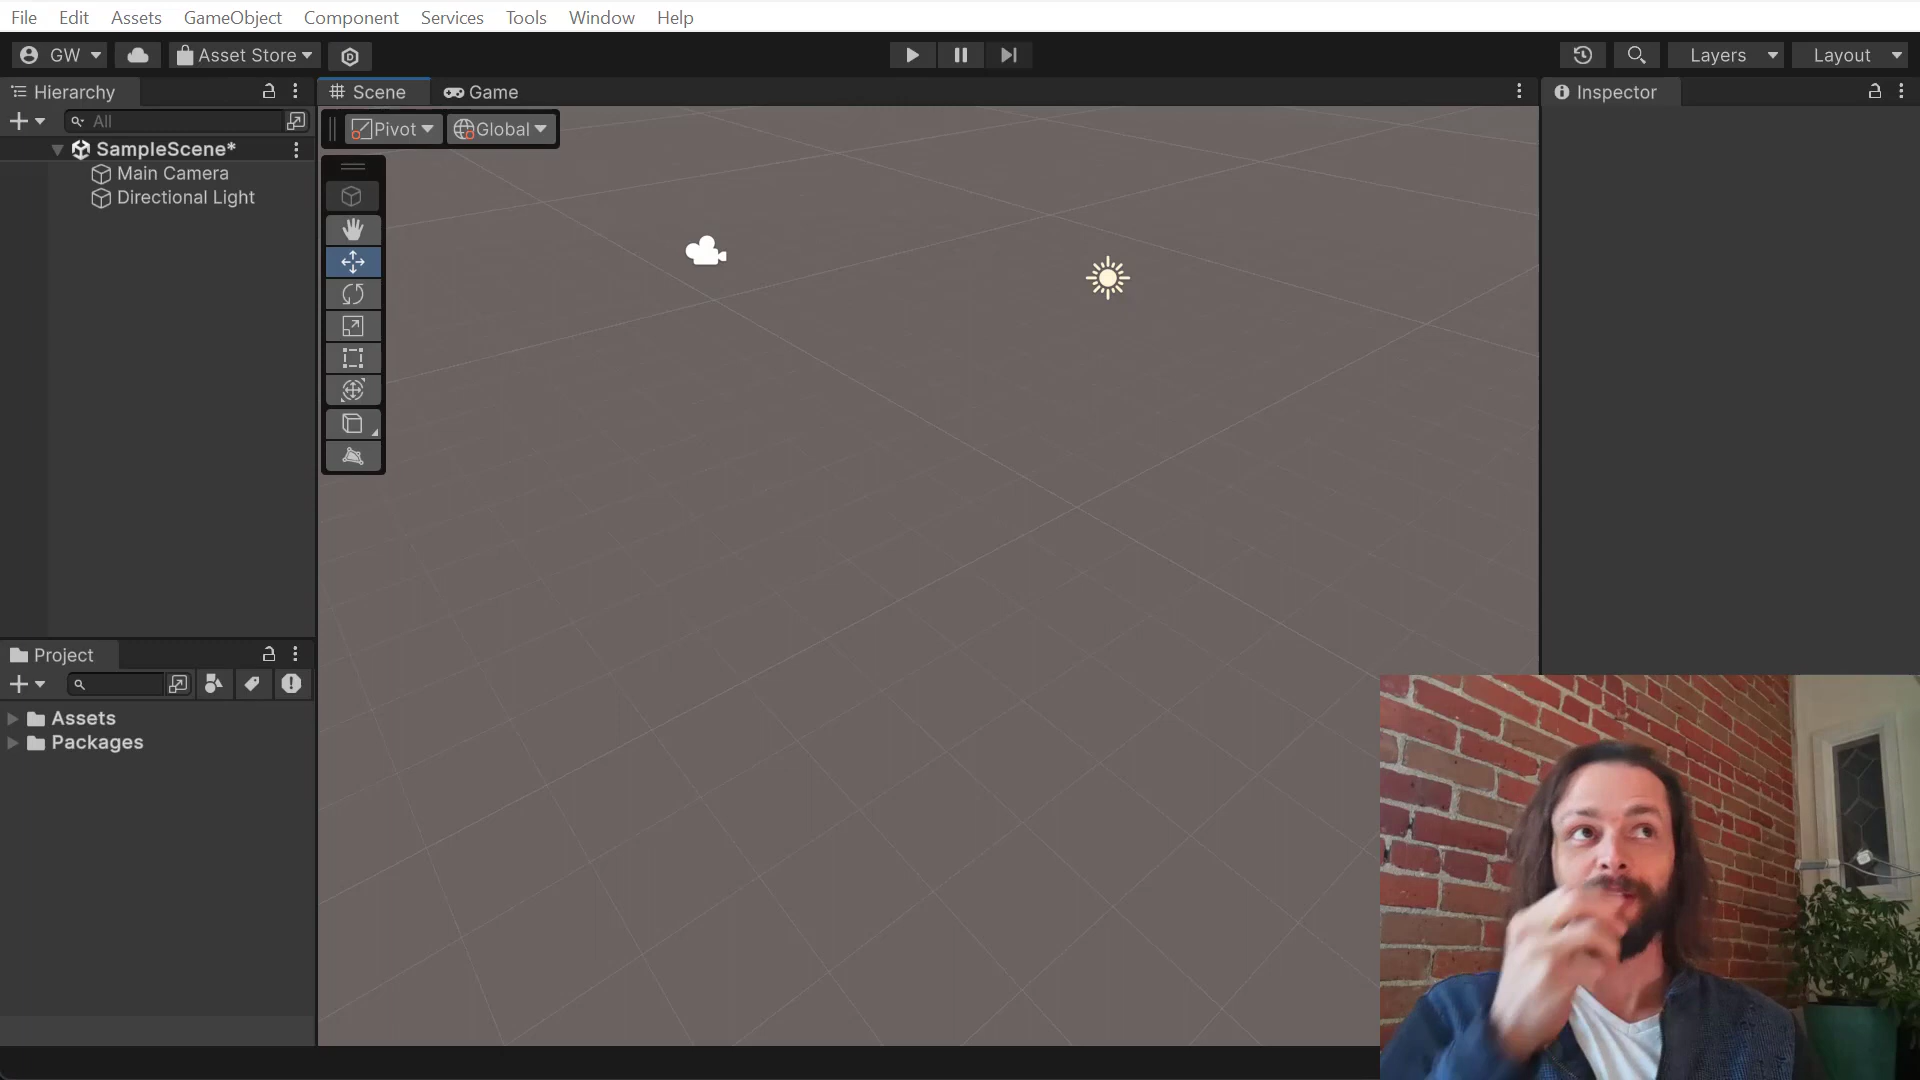 File Edit Assets GameObject Component Services Tools Window Help
GW Asset Store Layers Layout
Hierarchy Scene Game Inspector
All Pivot Global
SampleScene*
Main Camera
Directional Light
Project
Assets
Packages